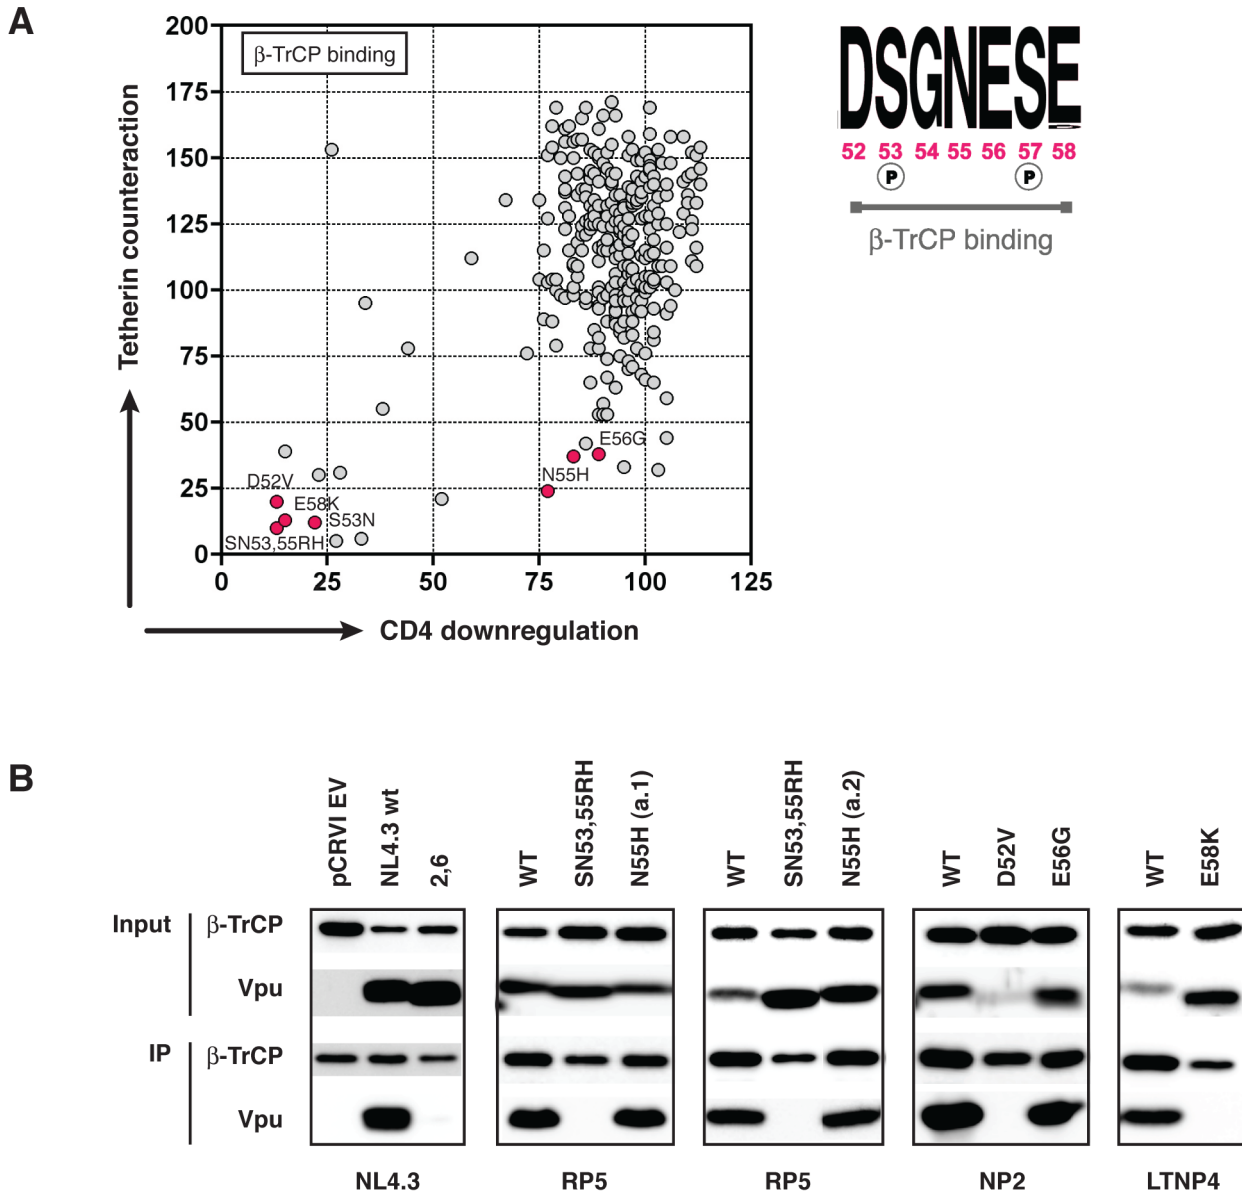 A
200
175
150
125
100
75
50
25
0
0 25 50 75 100 125
Tetherin counteraction
CD4 downregulation
β-TrCP binding
D52V
E58K
S53N
SN53,55RH
N55H
E56G
DSGNESE
52 53 54 55 56 57 58
P P
β-TrCP binding
B
pCRVI EV NL4.3 wt 2,6 WT SN53,55RH N55H (a.1) WT SN53,55RH N55H (a.2) WT D52V E56G WT E58K
Input β-TrCP
Vpu
IP β-TrCP
Vpu
NL4.3 RP5 RP5 NP2 LTNP4